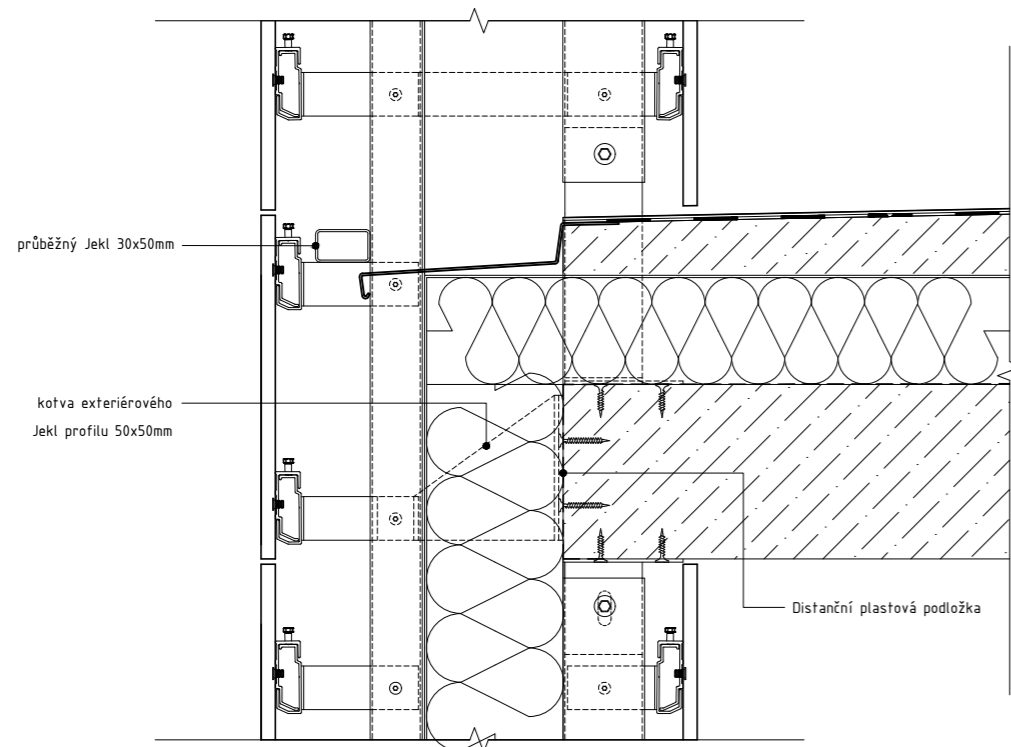 průběžný Jekl 30x50mm
kotva exteriérového
Jekl profilu 50x50mm
Distanční plastová podložka